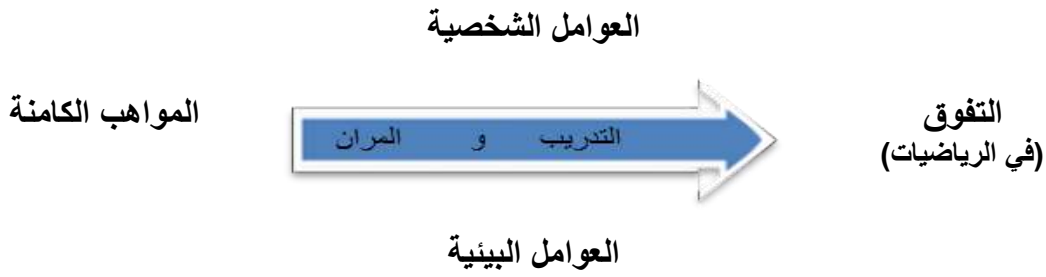 العوامل الشخصية
المواهب الكامنة
التدريب و المران
التفوق
(في الرياضيات)
العوامل البيئية